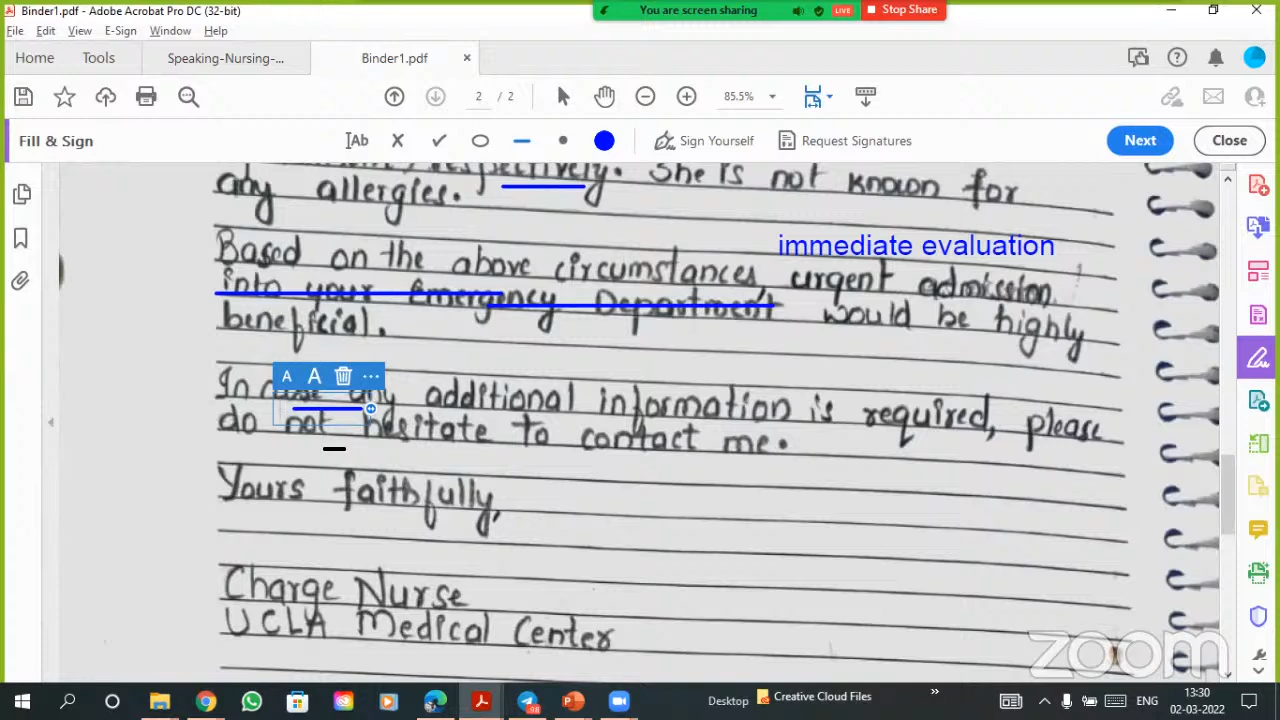 Binder1.pdf - Adobe Acrobat Pro DC (32-bit)
You are screen sharing LIVE Stop Share
File Edit View E-Sign Window Help
Home Tools Speaking-Nursing-... Binder1.pdf
2 / 2 85.5%
Fill & Sign Ab Sign Yourself Request Signatures Next Close
respectively. She is not known for
any allergies.
immediate evaluation
Based on the above circumstances, urgent admission
into your Emergency Department would be highly
beneficial.
A A
In case any additional information is required, please
do not hesitate to contact me.
Yours faithfully,
Charge Nurse
UCLA Medical Center
zoom
Desktop Creative Cloud Files » ENG 13:30
02-03-2022